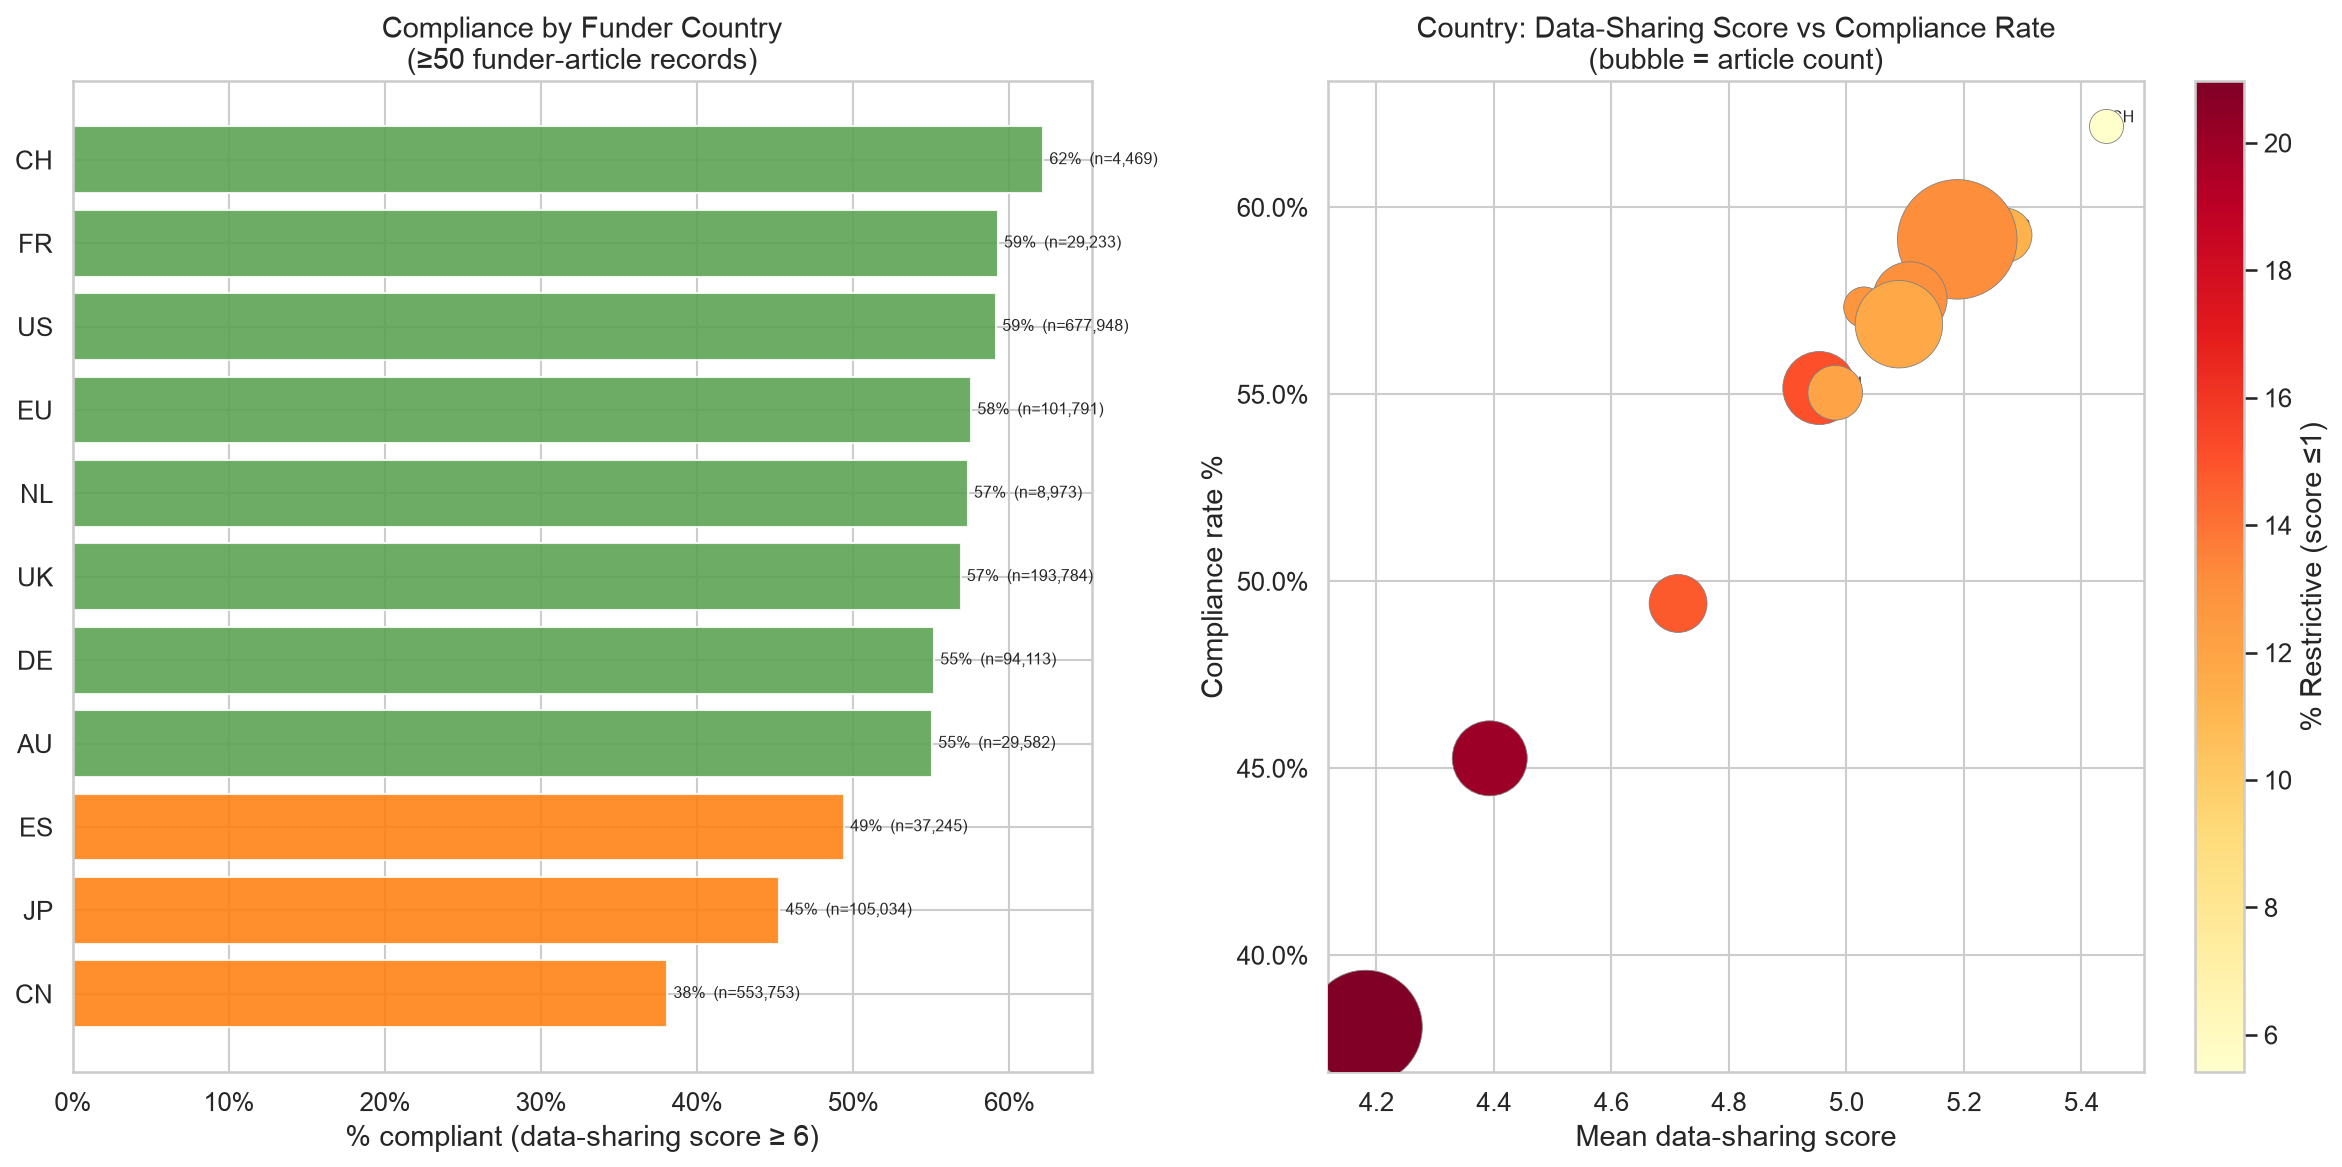 Compliance by Funder Country
(≥50 funder-article records)
CH
62% (n=4,469)
FR
59% (n=29,233)
US
59% (n=677,948)
EU
58% (n=101,791)
NL
57% (n=8,973)
UK
57% (n=193,784)
DE
55% (n=94,113)
AU
55% (n=29,582)
ES
49% (n=37,245)
JP
45% (n=105,034)
CN
38% (n=553,753)
0% 10% 20% 30% 40% 50% 60%
% compliant (data-sharing score ≥ 6)
Country: Data-Sharing Score vs Compliance Rate
(bubble = article count)
Compliance rate %
60.0%
55.0%
50.0%
45.0%
40.0%
4.2 4.4 4.6 4.8 5.0 5.2 5.4
Mean data-sharing score
20
18
16
14
12
10
8
6
% Restrictive (score ≤1)